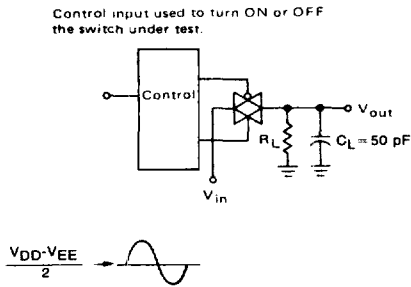 Control input used to turn ON or OFF
the switch under test.
Control
Vout
RL
CL = 50 pF
Vin
VDD-VEE
2